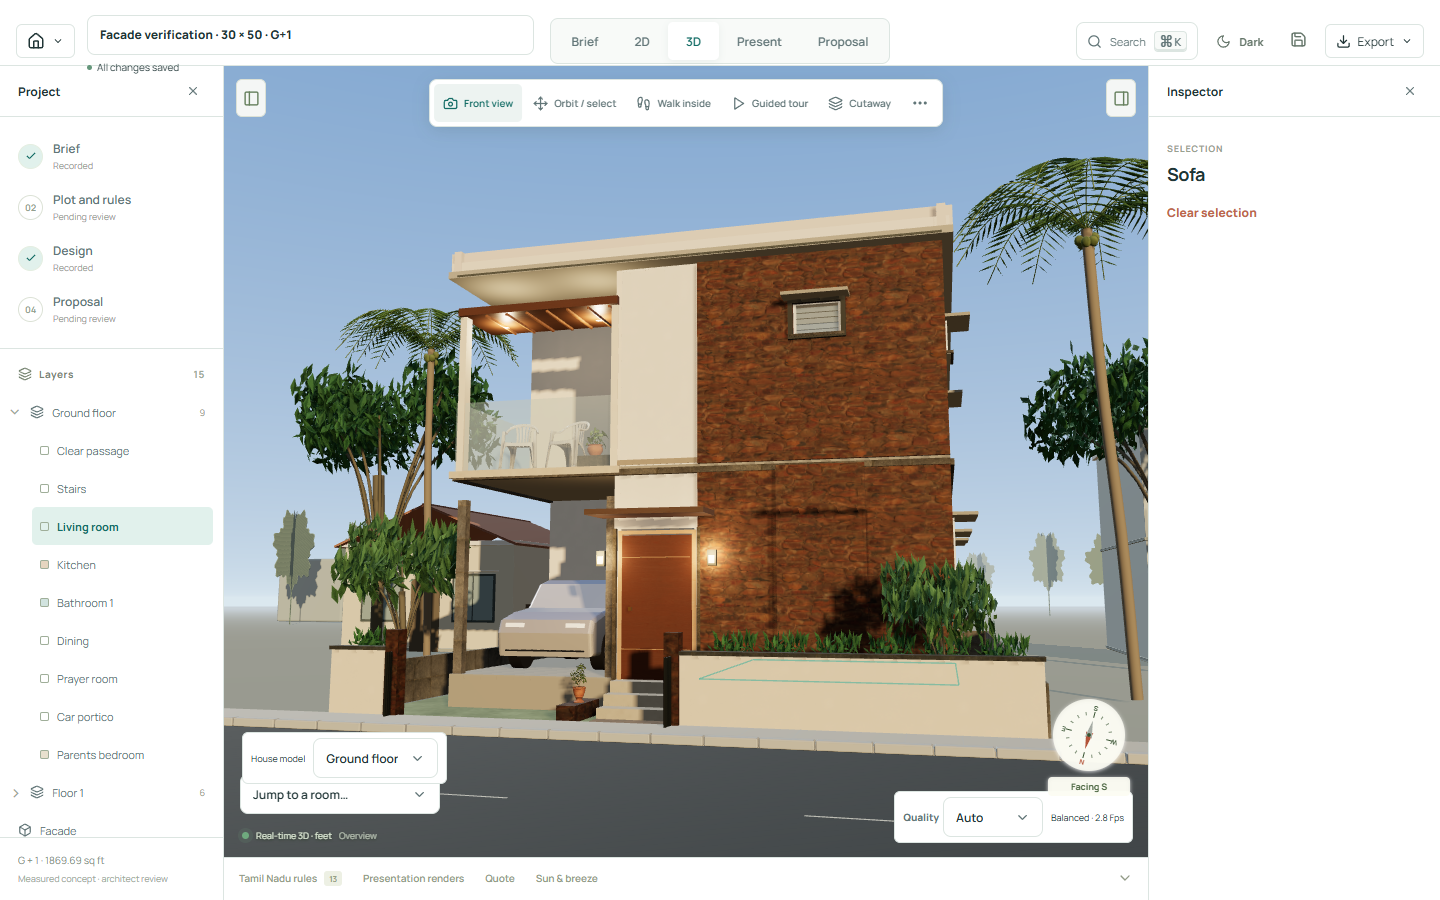 Facade verification · 30 × 50 · G+1
All changes saved
Brief
2D
3D
Present
Proposal
Search ⌘K
Dark
Export
Project
Brief
Recorded
02
Plot and rules
Pending review
Design
Recorded
04
Proposal
Pending review
Layers 15
Ground floor 9
Clear passage
Stairs
Living room
Kitchen
Bathroom 1
Dining
Prayer room
Car portico
Parents bedroom
Floor 1 6
Facade
G + 1 · 1869.69 sq ft
Measured concept · architect review
Front view
Orbit / select
Walk inside
Guided tour
Cutaway
House model Ground floor
Jump to a room...
Real-time 3D · feet Overview
S
W
N
E
Facing S
Quality Auto Balanced · 2.8 Fps
Tamil Nadu rules 13
Presentation renders
Quote
Sun & breeze
Inspector
SELECTION
Sofa
Clear selection